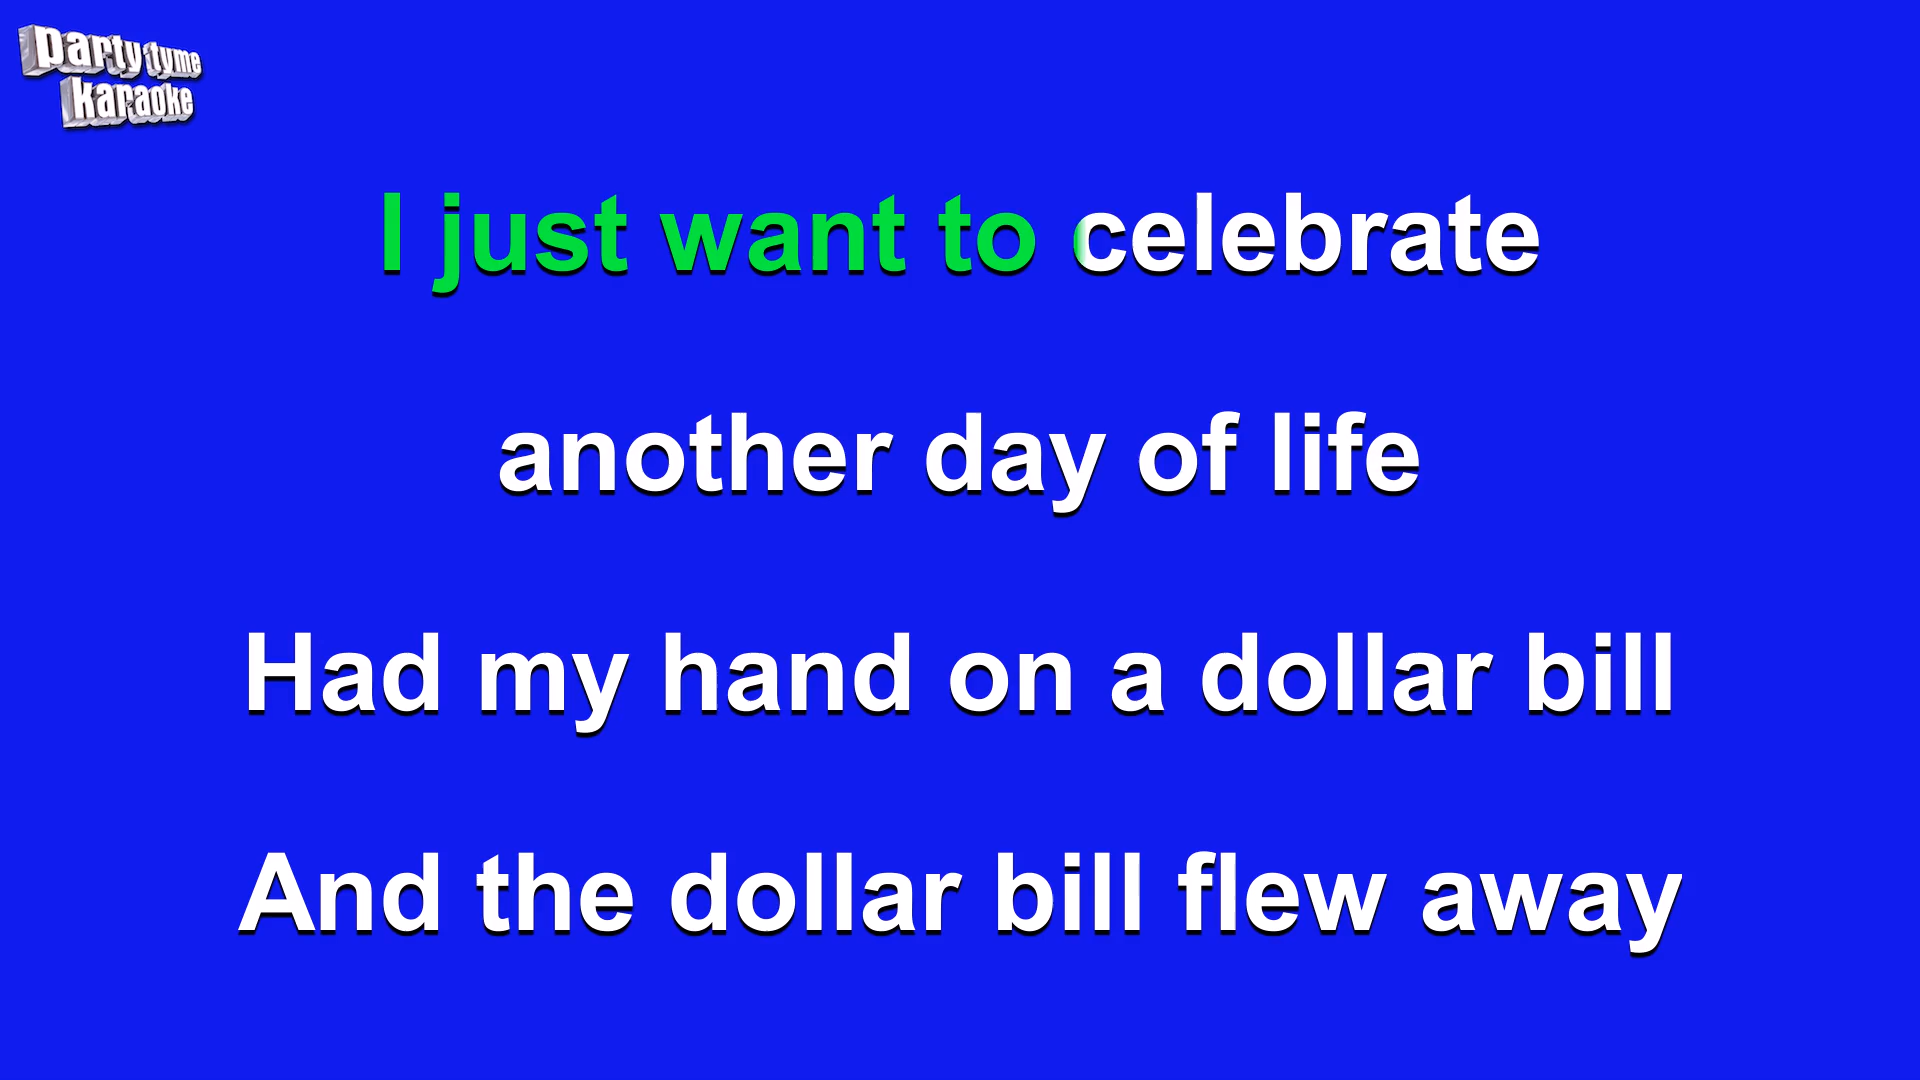 party tyme
karaoke
I just want to celebrate
another day of life
Had my hand on a dollar bill
And the dollar bill flew away